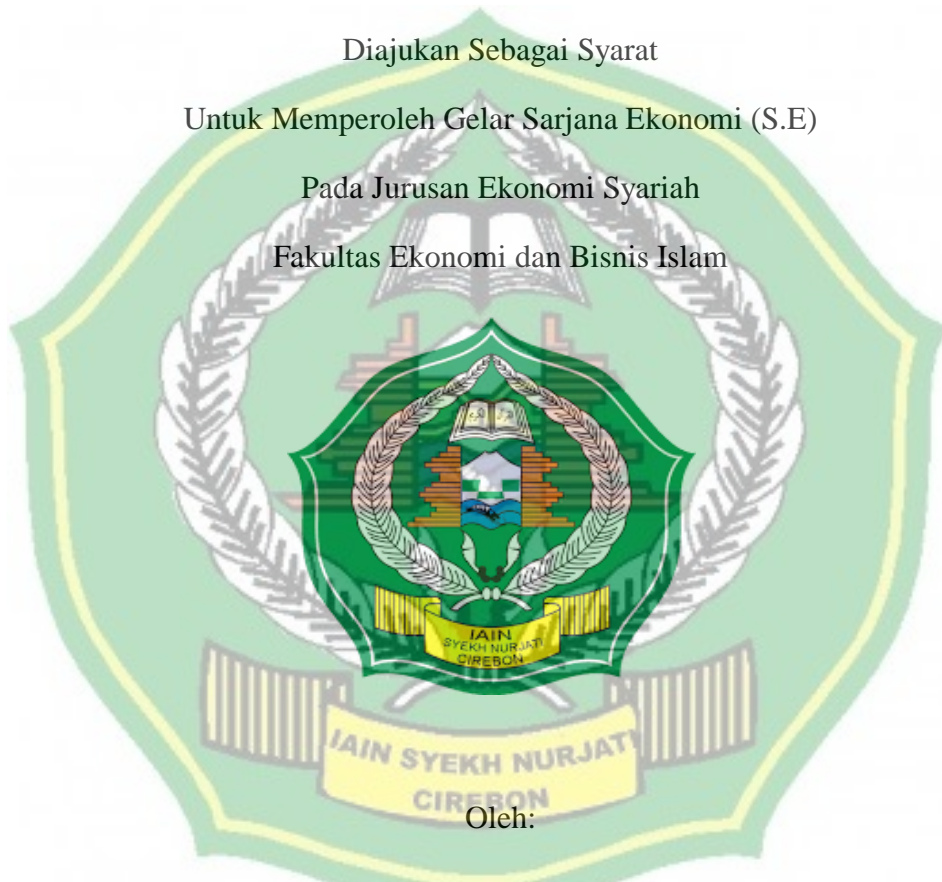 Diajukan Sebagai Syarat
Untuk Memperoleh Gelar Sarjana Ekonomi (S.E)
Pada Jurusan Ekonomi Syariah
Fakultas Ekonomi dan Bisnis Islam
IAIN
SYEKH NURJATI
CIREBON
IAIN SYEKH NURJATI
CIREBON
Oleh: